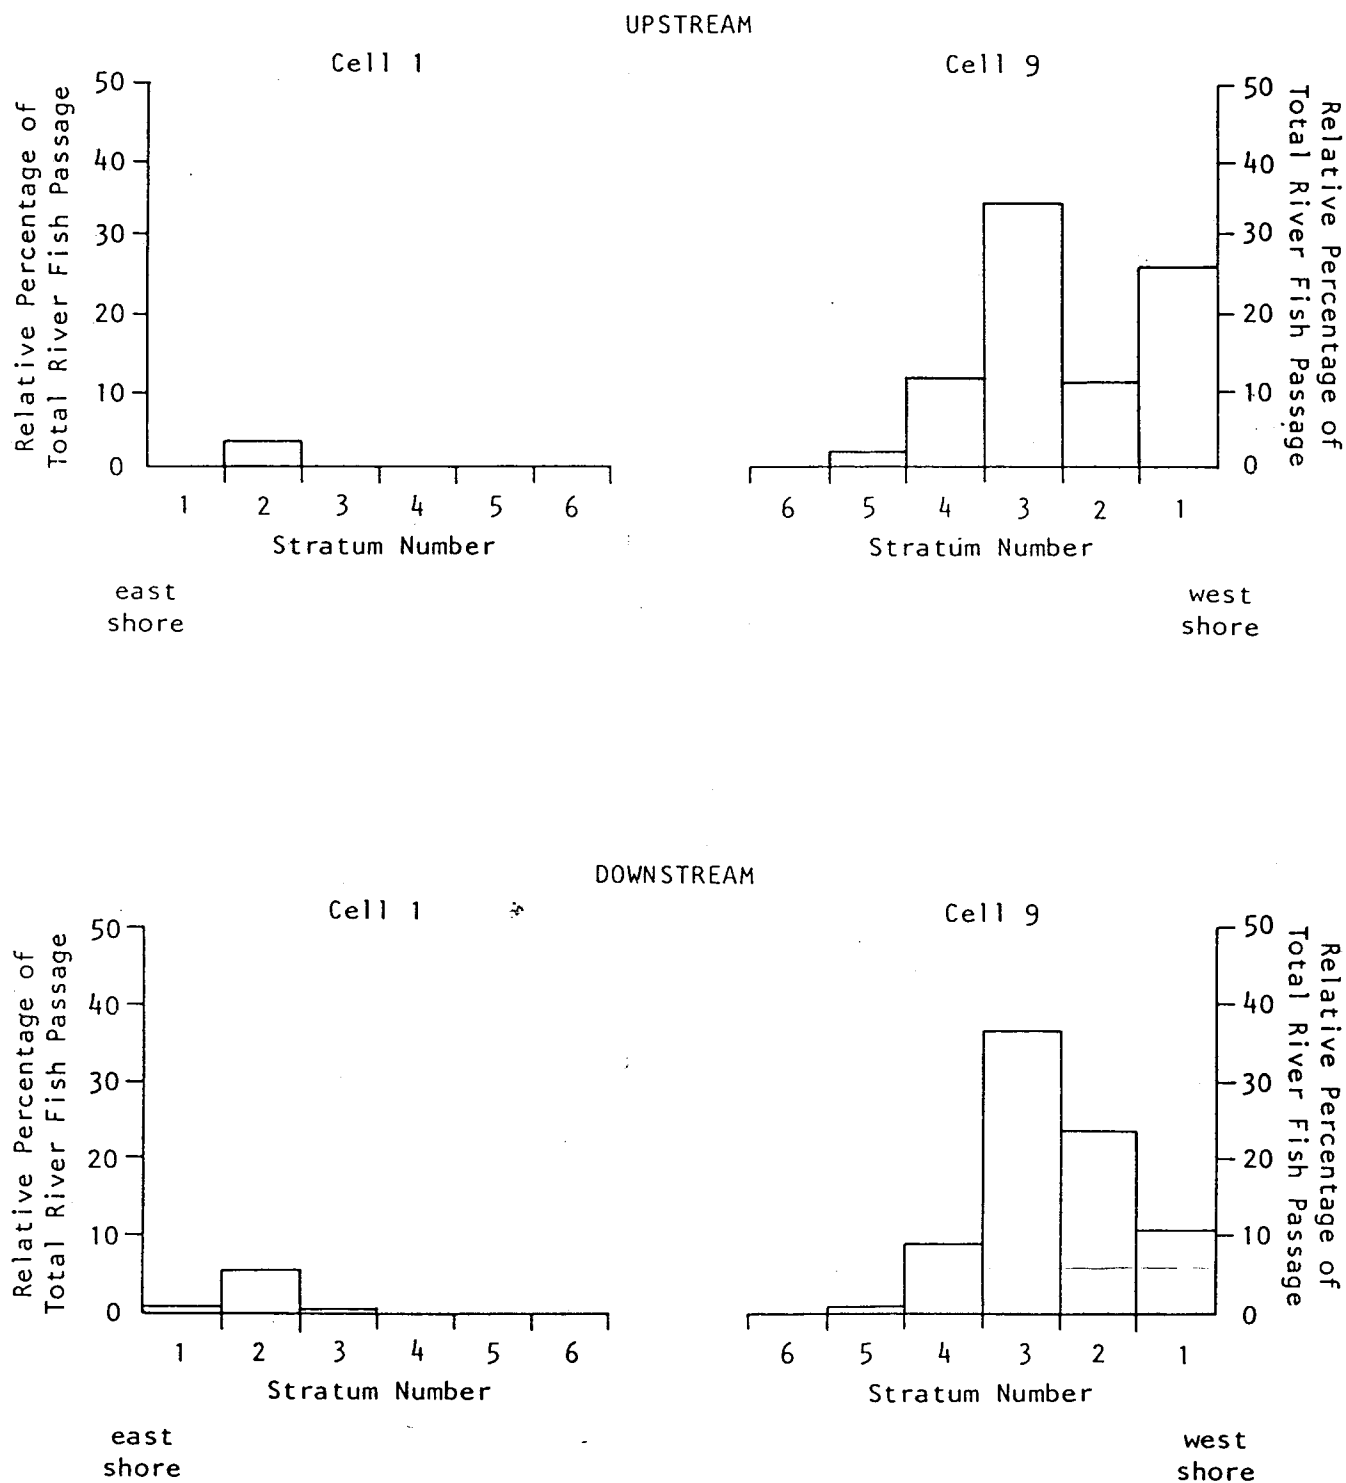 UPSTREAM
Cell 1
Relative Percentage of
Total River Fish Passage
50
40
30
20
10
0
1 2 3 4 5 6
Stratum Number
east
shore
Cell 9
50
40
30
20
10
0
Relative Percentage of
Total River Fish Passage
6 5 4 3 2 1
Stratum Number
west
shore
DOWNSTREAM
Cell 1
Relative Percentage of
Total River Fish Passage
50
40
30
20
10
0
1 2 3 4 5 6
Stratum Number
east
shore
Cell 9
50
40
30
20
10
0
Relative Percentage of
Total River Fish Passage
6 5 4 3 2 1
Stratum Number
west
shore